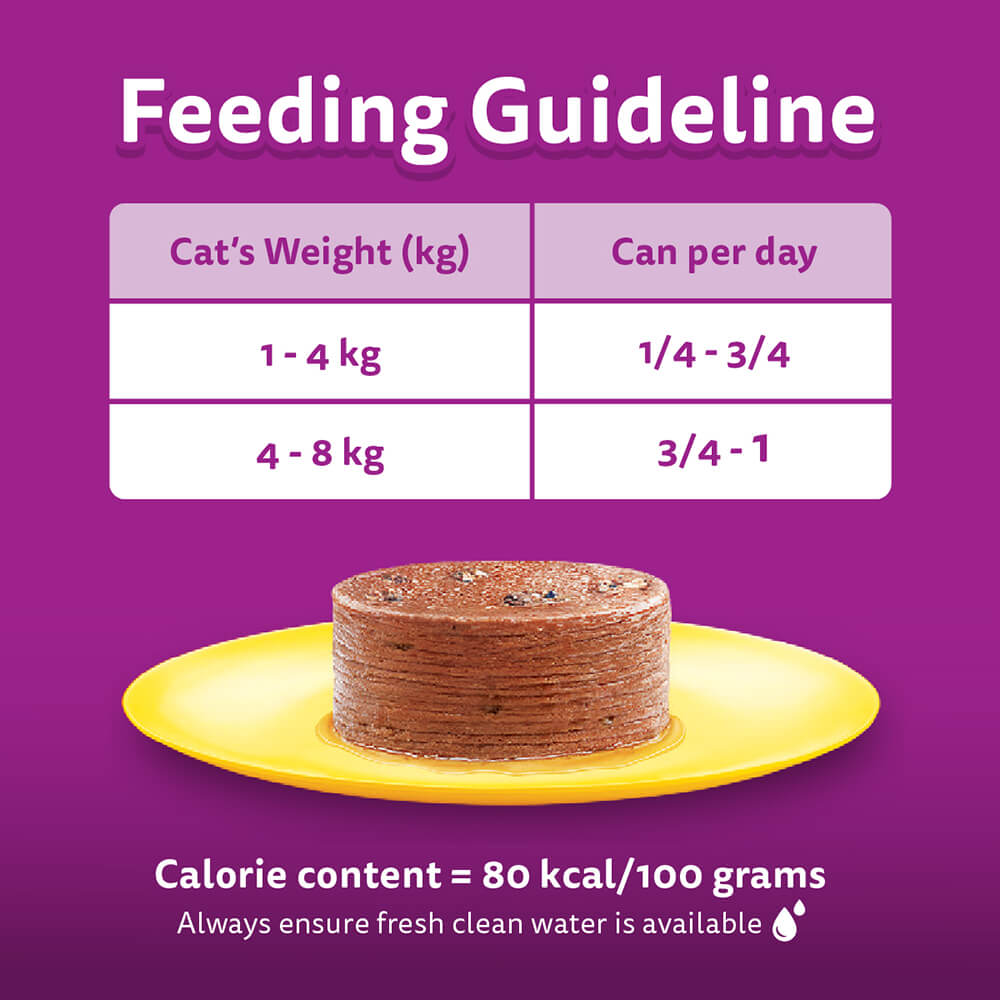 Feeding Guideline
Cat's Weight (kg) Can per day
1 - 4 kg 1/4 - 3/4
4 - 8 kg 3/4 - 1
Calorie content = 80 kcal/100 grams
Always ensure fresh clean water is available